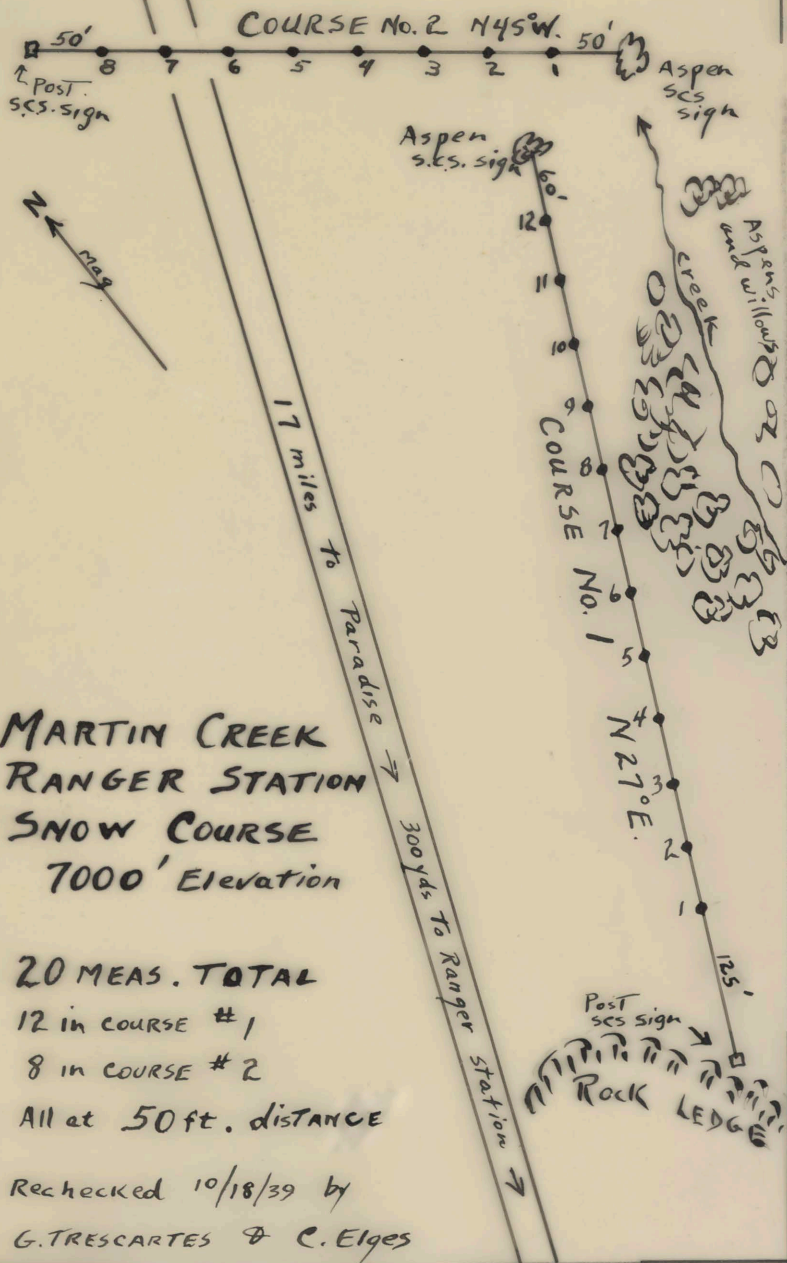 COURSE No. 2 N45°W.
50' 8 7 6 5 4 3 2 1 50'
Post
scs. sign
Aspen
scs
sign
Aspen
s.c.s. sign
60'
12
11
10
9
8
7
6
5
4
3
2
1
125'
COURSE No. 1
N27°E.
N
mag
creek
Aspens
and willows
17 miles to Paradise → 300yds to Ranger station →
Post
scs sign
Rock LEDGE
MARTIN CREEK
RANGER STATION
SNOW COURSE
7000' Elevation
20 MEAS. TOTAL
12 in COURSE #1
8 in COURSE #2
All at 50 ft. distance
Rechecked 10/18/39 by
G. TRESCARTES & C. Elges